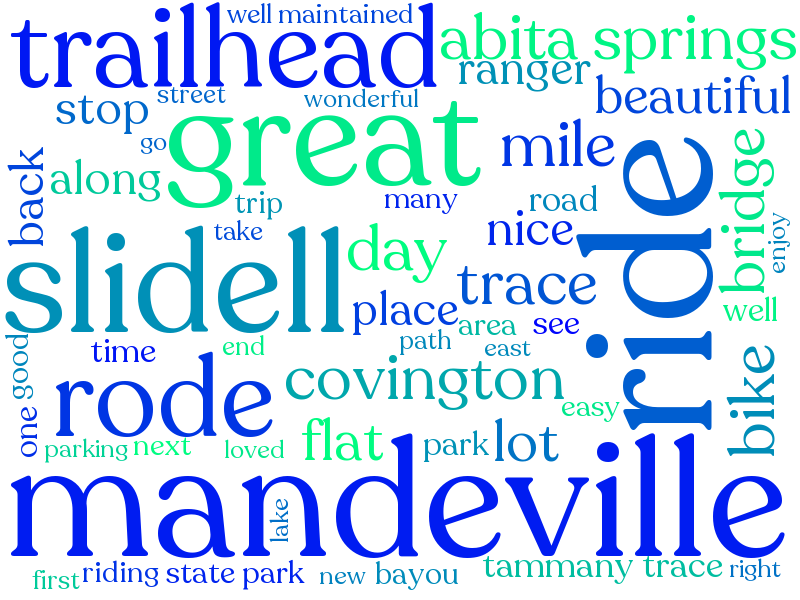 well maintained
trailhead
abita springs
ranger
street
wonderful
beautiful
stop
go
great
mile
back
along
trip
many
road
ride
bridge
enjoy
take
nice
day
slidell
trace
place
area
see
well
good
time
end
path
east
rode
covington
bike
easy
one
parking
next
loved
flat
park
lot
mandeville
lake
first
riding
state park
new
bayou
tammany trace
right